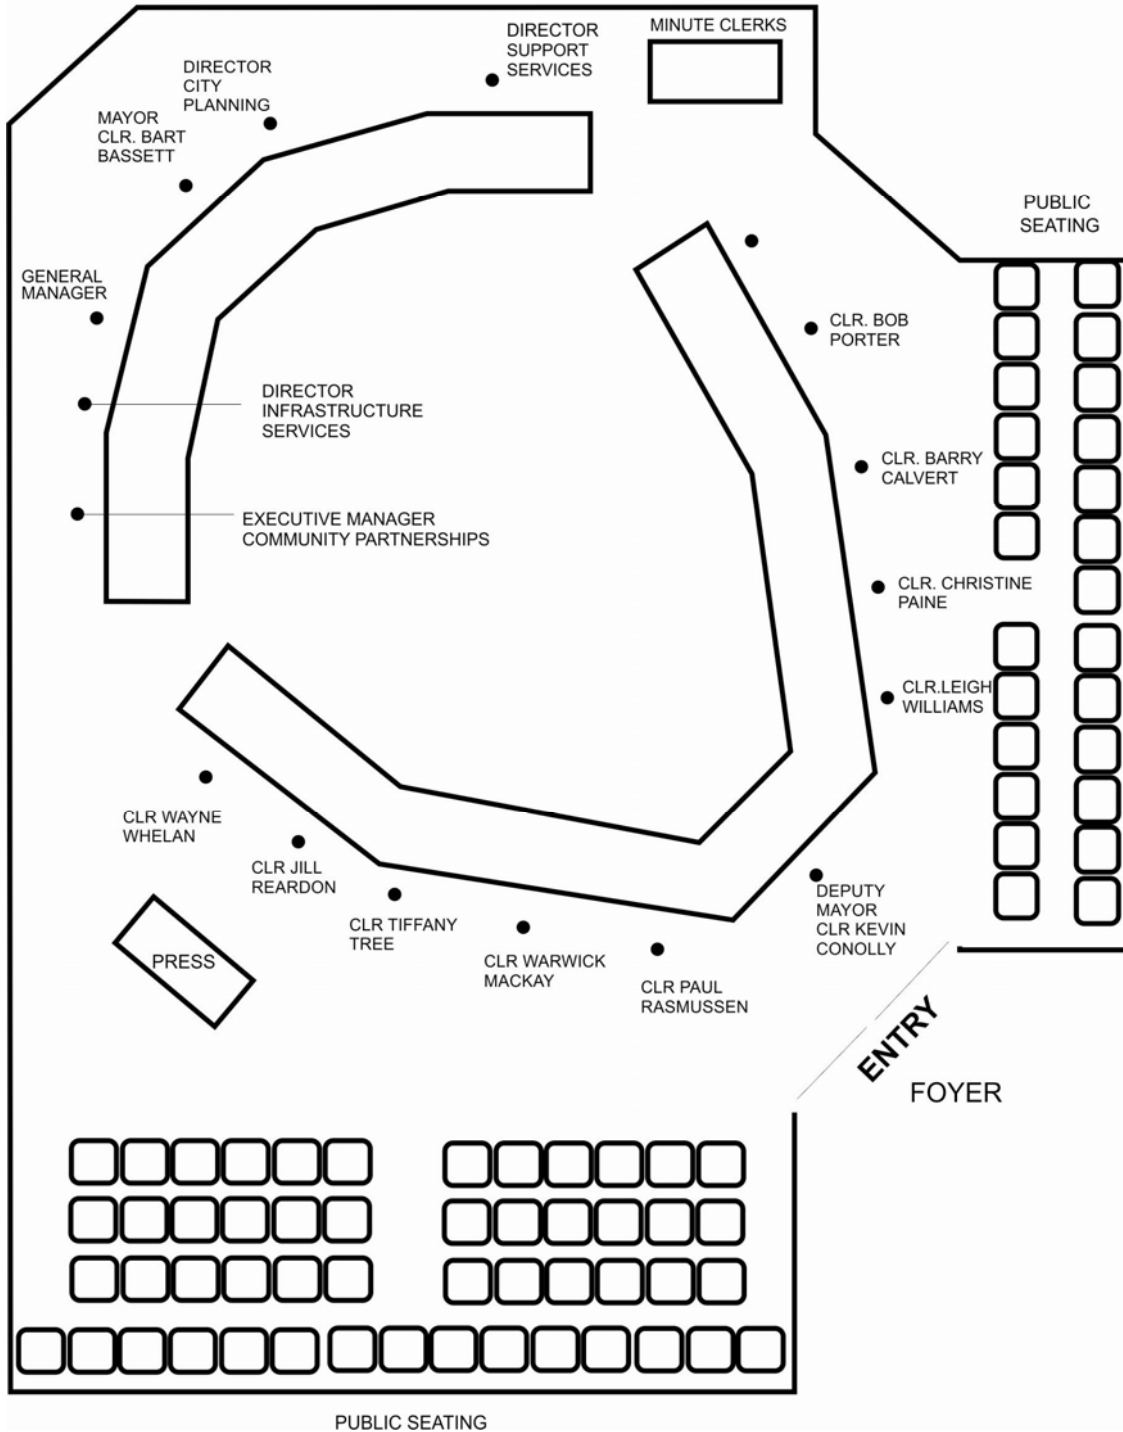 DIRECTOR
SUPPORT
SERVICES
MINUTE CLERKS
DIRECTOR
CITY
PLANNING
MAYOR
CLR. BART
BASSETT
PUBLIC
SEATING
GENERAL
MANAGER
CLR. BOB
PORTER
DIRECTOR
INFRASTRUCTURE
SERVICES
CLR. BARRY
CALVERT
EXECUTIVE MANAGER
COMMUNITY PARTNERSHIPS
CLR. CHRISTINE
PAINE
CLR.LEIGH
WILLIAMS
CLR WAYNE
WHELAN
CLR JILL
REARDON
CLR TIFFANY
TREE
CLR WARWICK
MACKAY
CLR PAUL
RASMUSSEN
DEPUTY
MAYOR
CLR KEVIN
CONOLLY
PRESS
ENTRY
FOYER
PUBLIC SEATING